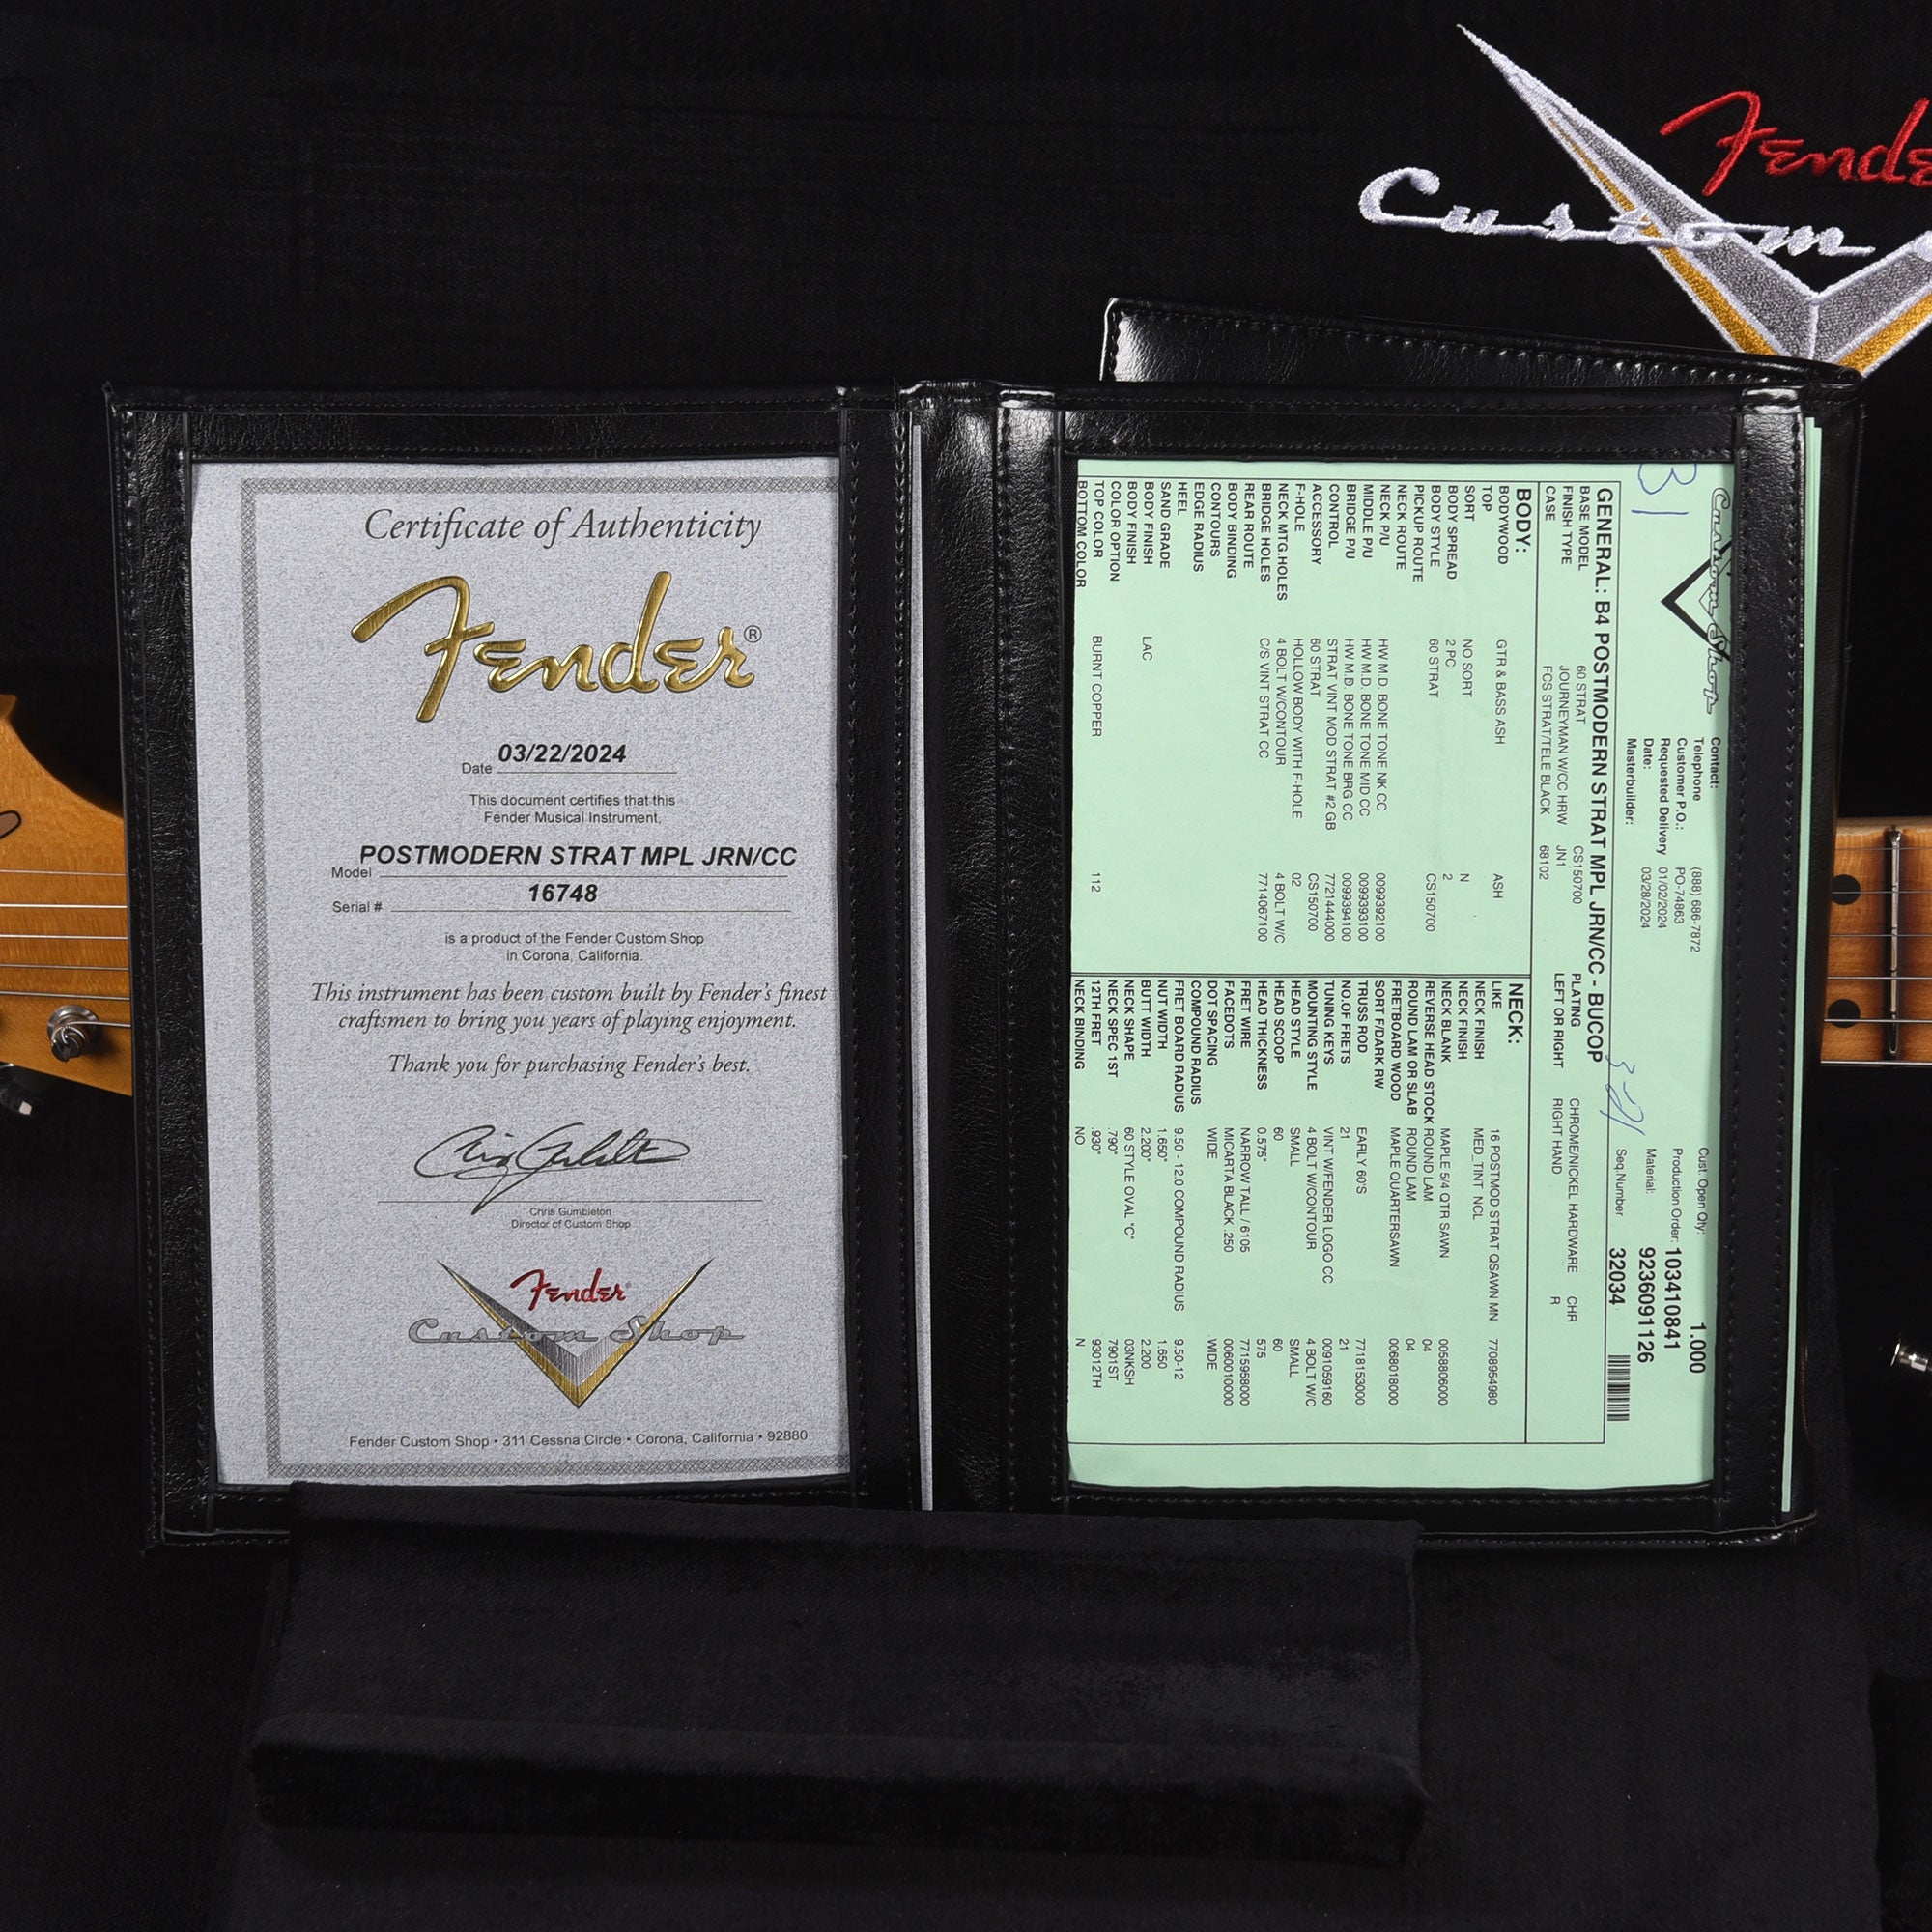 Fender
Custom
Certificate of Authenticity
Fender®
03/22/2024
Date
This document certifies that this
Fender Musical Instrument,
POSTMODERN STRAT MPL JRN/CC
Model
16748
Serial #
is a product of the Fender Custom Shop
in Corona, California.
This instrument has been custom built by Fender's finest
craftsmen to bring you years of playing enjoyment.
Thank you for purchasing Fender's best.
Chris Gumbleton
Director of Custom Shop
Fender®
Custom Shop
Fender Custom Shop • 311 Cessna Circle • Corona, California • 92880
Custom Shop
Contact:
Telephone (888) 686-7872
Customer P.O.: PO-74863
Requested Delivery 01/02/2024
Date: 03/28/2024
Masterbuilder:
Cust. Open Qty: 1.000
Production Order: 103410841
Material: 9236091126
Seq.Number 32034
GENERAL: B4 POSTMODERN STRAT MPL JRN/CC - BUCOP
BASE MODEL 60 STRAT CS150700 PLATING CHROME/NICKEL HARDWARE CHR
FINISH TYPE JOURNEYMAN W/CC HRW JN1 LEFT OR RIGHT RIGHT HAND R
CASE FCS STRAT/TELE BLACK 68102
BODY:
BODYWOOD GTR & BASS ASH ASH
TOP
SORT NO SORT N
BODY SPREAD 2 PC 2
BODY STYLE 60 STRAT CS150700
PICKUP ROUTE
NECK ROUTE
NECK P/U HW M.D. BONE TONE NK CC 0099392100
MIDDLE P/U HW M.D. BONE TONE MID CC 0099393100
BRIDGE P/U HW M.D. BONE TONE BRG CC 0099394100
CONTROL STRAT VINT MOD STRAT #2 GB 7721444000
ACCESSORY 60 STRAT CS150700
F-HOLE HOLLOW BODY WITH F-HOLE 02
NECK MTG.HOLES 4 BOLT W/CONTOUR 4 BOLT W/C
BRIDGE HOLES C/S VINT STRAT CC 7714067100
REAR ROUTE
BODY BINDING
CONTOURS
EDGE RADIUS
HEEL
SAND GRADE
BODY FINISH LAC
BODY FINISH
COLOR OPTION
TOP COLOR BURNT COPPER 112
BOTTOM COLOR
NECK:
LIKE 16 POSTMOD STRAT QSAWN MN 7708954980
NECK FINISH MED_TINT NCL
NECK FINISH
NECK BLANK MAPLE 5/4 QTR SAWN 0058806000
REVERSE HEAD STOCK ROUND LAM 04
ROUND LAM OR SLAB ROUND LAM 04
FRETBOARD WOOD MAPLE QUARTERSAWN 0068018000
SORT F/DARK RW
TRUSS ROD EARLY 60'S 7718153000
NO.OF FRETS 21 21
TUNING KEYS VINT W/FENDER LOGO CC 0091059160
MOUNTING STYLE 4 BOLT W/CONTOUR 4 BOLT W/C
HEAD STYLE SMALL SMALL
HEAD SCOOP 60 60
HEAD THICKNESS 0.575" 575
FRET WIRE NARROW TALL / 6105 7715958000
FACEDOTS MICARTA BLACK .250 0060010000
DOT SPACING WIDE WIDE
COMPOUND RADIUS
FRET BOARD RADIUS 9.50 - 12.0 COMPOUND RADIUS 9.50-12
NUT WIDTH 1.650" 1.650
BUTT WIDTH 2.200" 2.200
NECK SHAPE 60 STYLE OVAL "C" 03NKSH
NECK SPEC 1ST .790" 7901ST
12TH FRET .930" 93012TH
NECK BINDING NO N